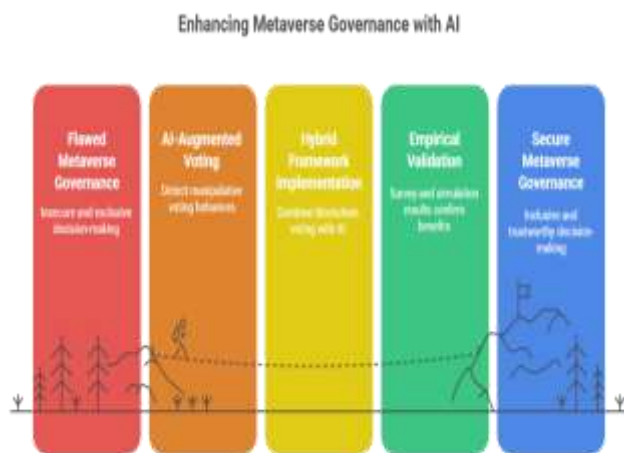 Enhancing Metaverse Governance with AI
Flawed
Metaverse
Governance
Insecure and exclusive
decision-making
AI-Augmented
Voting
Detect manipulative
voting behaviors
Hybrid
Framework
Implementation
Combine blockchain
voting with AI
Empirical
Validation
Survey and simulation
results confirm
benefits
Secure
Metaverse
Governance
Inclusive and
trustworthy decision-
making